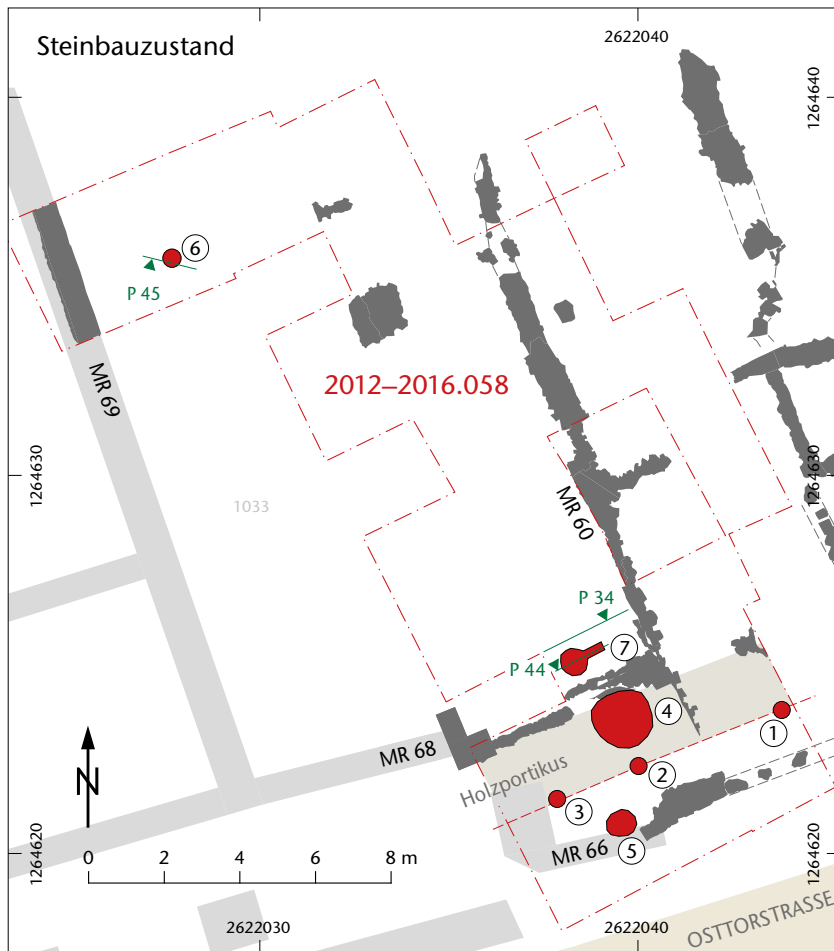 Steinbauzustand
2622040
1264640
1264640
6
P 45
MR 69
2012–2016.058
1264630
1264630
1033
MR 60
P 34
7
P 44
4
1
MR 68
2
Holzportikus
3
N
5
MR 66
1264620
1264620
0 2 4 6 8 m
OSTTORSTRASSE
2622030
2622040